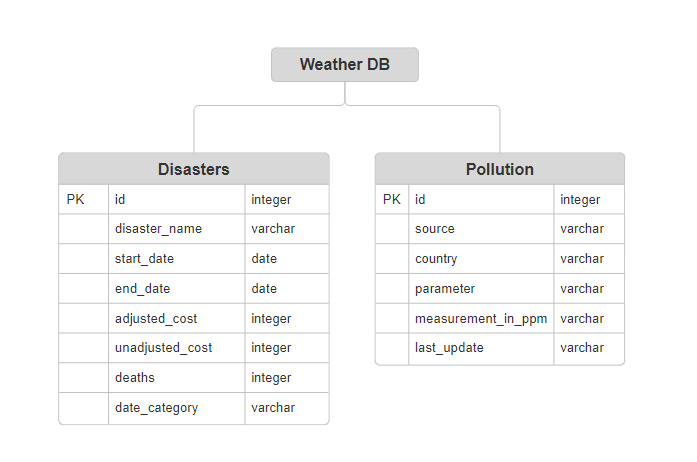 Weather DB
Disasters
PK id integer
disaster_name varchar
start_date date
end_date date
adjusted_cost integer
unadjusted_cost integer
deaths integer
date_category varchar
Pollution
PK id integer
source varchar
country varchar
parameter varchar
measurement_in_ppm varchar
last_update varchar